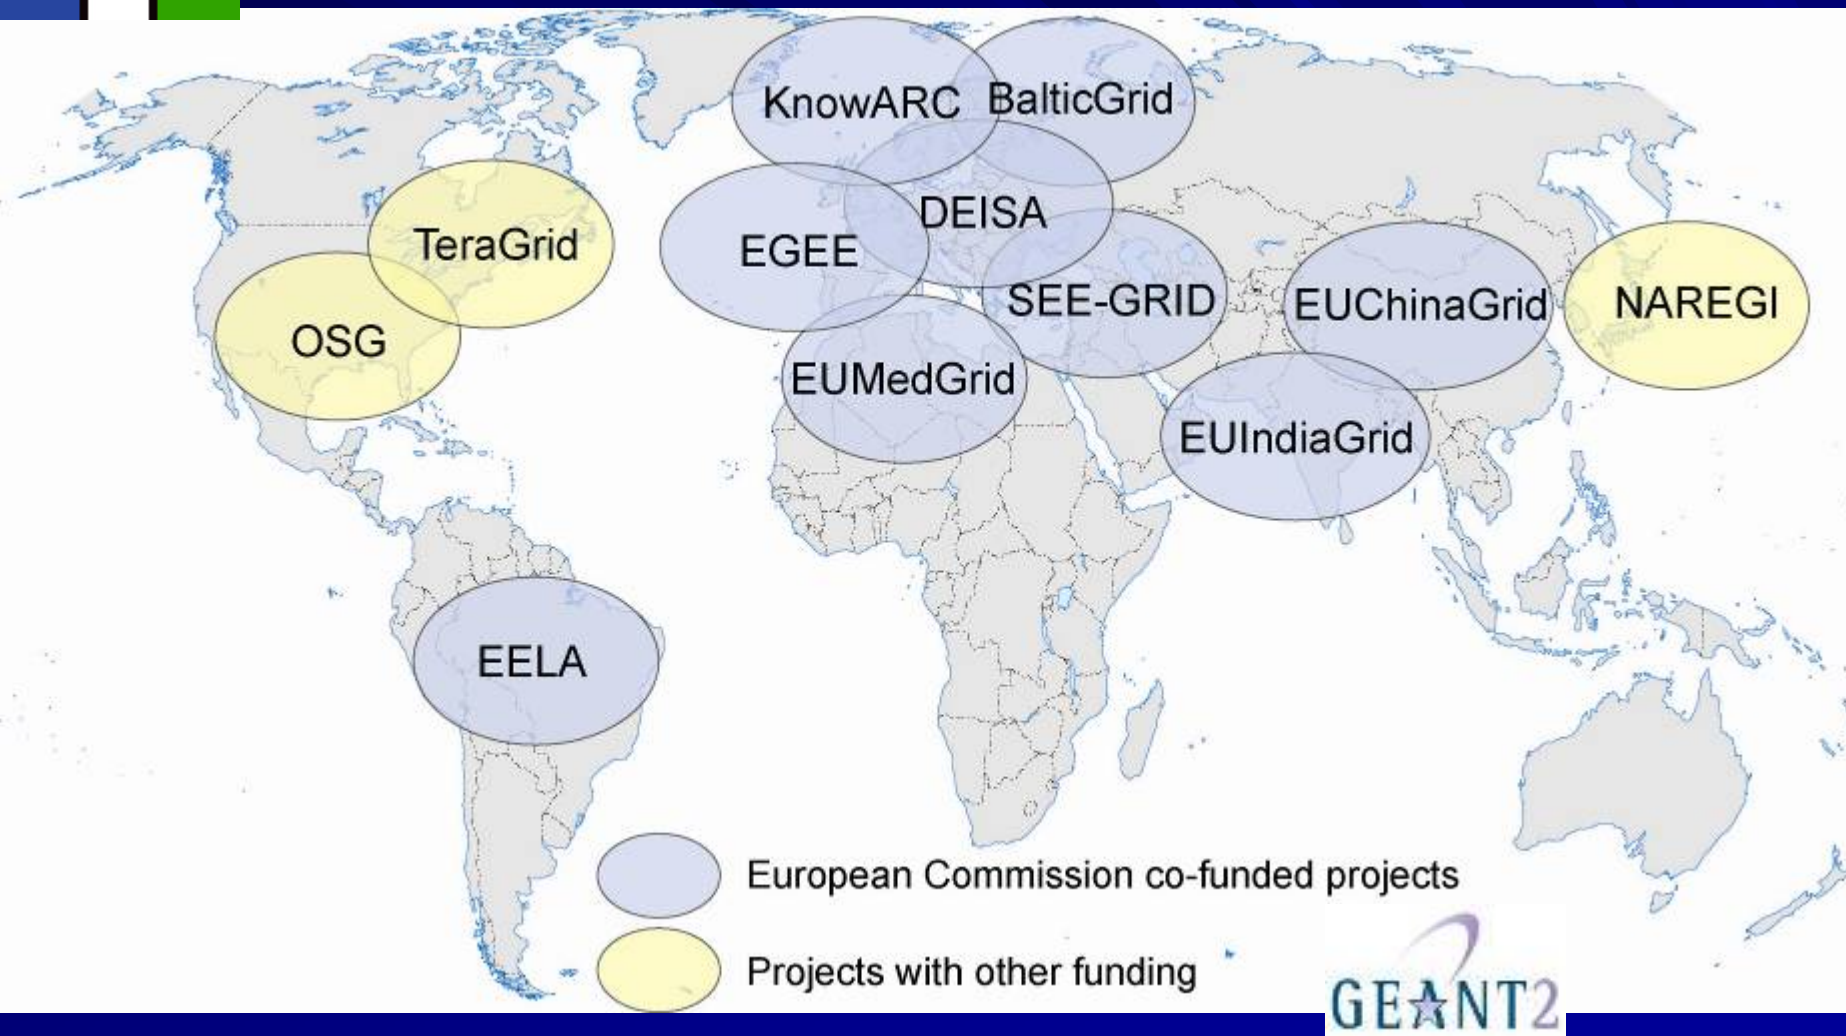 KnowARC
BalticGrid
TeraGrid
DEISA
EGEE
OSG
SEE-GRID
EUChinaGrid
NAREGI
EUMedGrid
EUIndiaGrid
EELA
European Commission co-funded projects
Projects with other funding
GEANT2